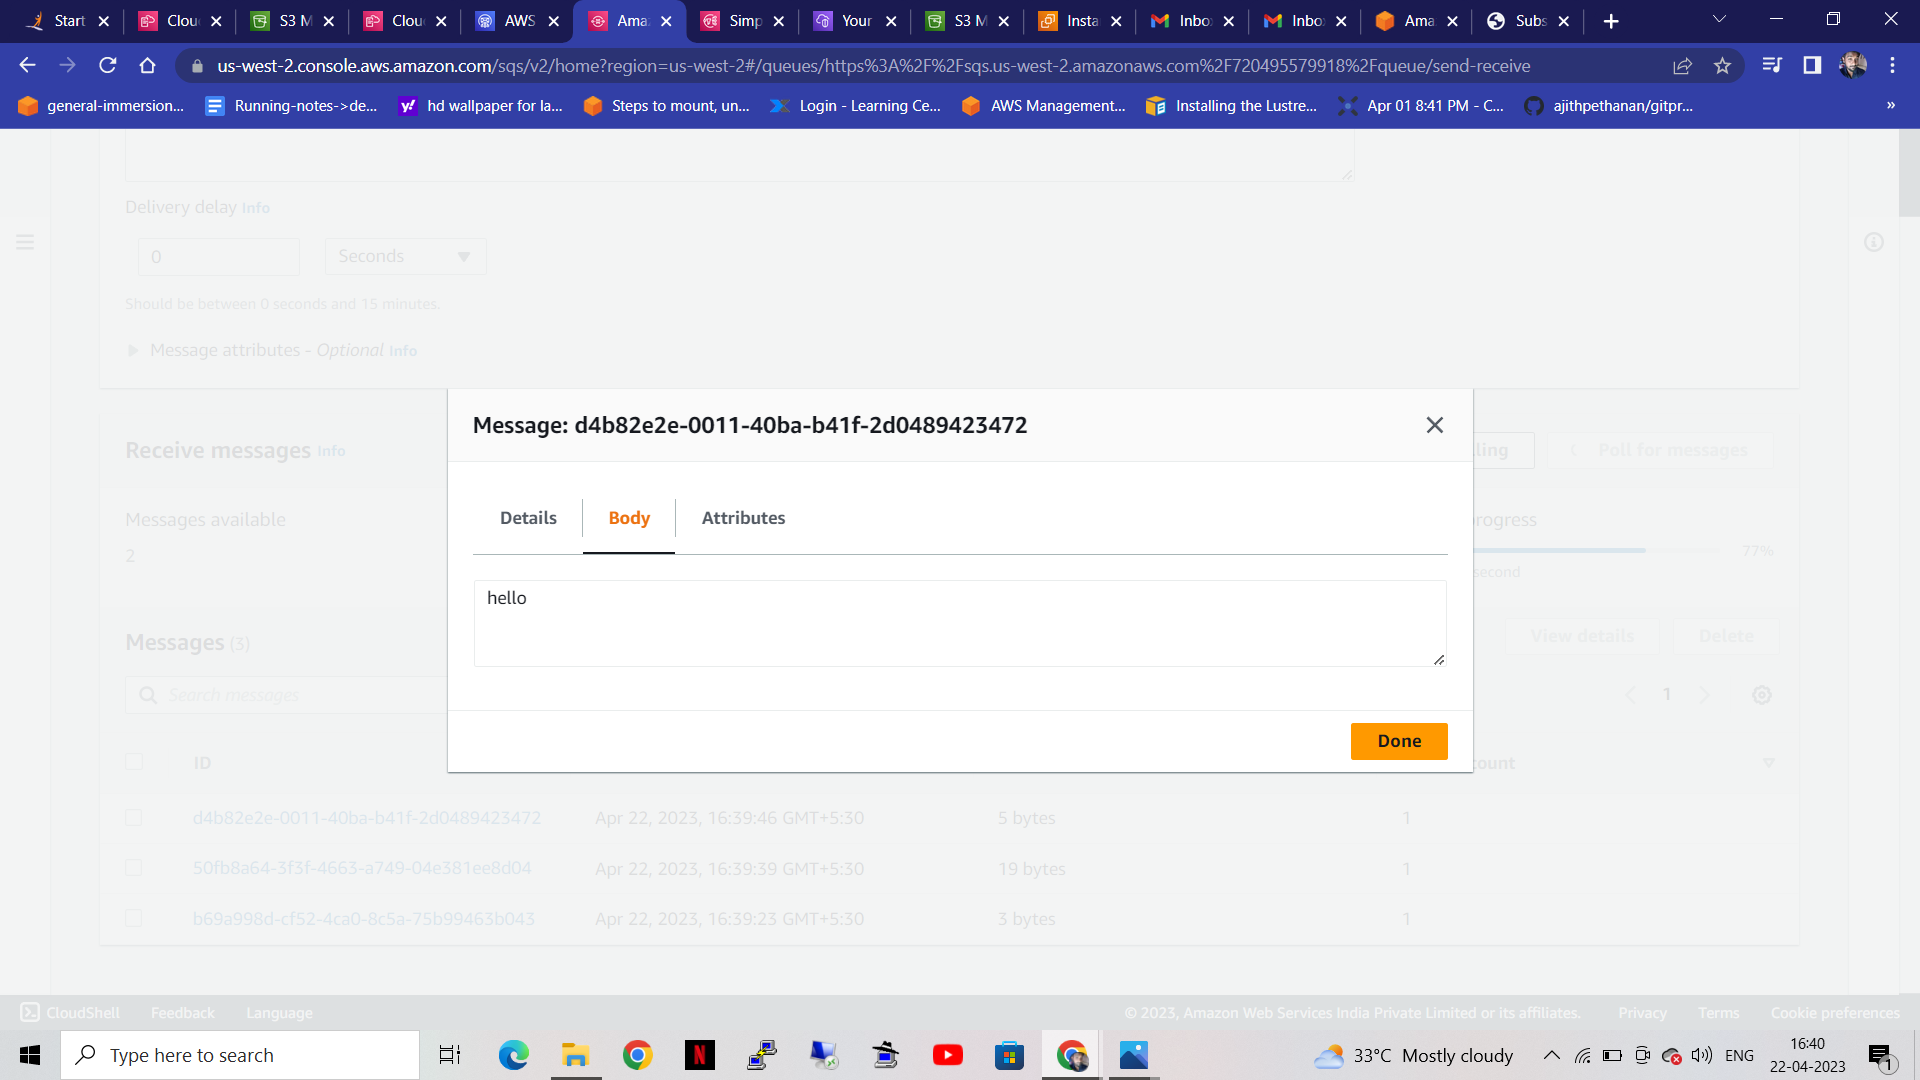 Start
Clou
S3 M
Clou
AWS
Ama
Simp
Your
S3 M
Insta
Inbo
Inbo
Ama
Subs
us-west-2.console.aws.amazon.com/sqs/v2/home?region=us-west-2#/queues/https%3A%2F%2Fsqs.us-west-2.amazonaws.com%2F720495579918%2Fqueue/send-receive
general-immersion...
Running-notes->de...
hd wallpaper for la...
Steps to mount, un...
Login - Learning Ce...
AWS Management...
Installing the Lustre...
Apr 01 8:41 PM - C...
ajithpethanan/gitpr...
Delivery delay Info
0
Seconds
Should be between 0 seconds and 15 minutes.
Message attributes - Optional Info
Message: d4b82e2e-0011-40ba-b41f-2d0489423472
Receive messages Info
lling
Poll for messages
Details
Body
Attributes
Messages available
rogress
2
77%
second
hello
Messages (3)
View details
Delete
Search messages
1
Done
ID
count
d4b82e2e-0011-40ba-b41f-2d0489423472
Apr 22, 2023, 16:39:46 GMT+5:30
5 bytes
1
50fb8a64-3f3f-4663-a749-04e381ee8d04
Apr 22, 2023, 16:39:39 GMT+5:30
19 bytes
1
b69a998d-cf52-4ca0-8c5a-75b99463b043
Apr 22, 2023, 16:39:23 GMT+5:30
3 bytes
1
CloudShell
Feedback
Language
© 2023, Amazon Web Services India Private Limited or its affiliates.
Privacy
Terms
Cookie preferences
Type here to search
33°C Mostly cloudy
ENG
16:40
22-04-2023
1